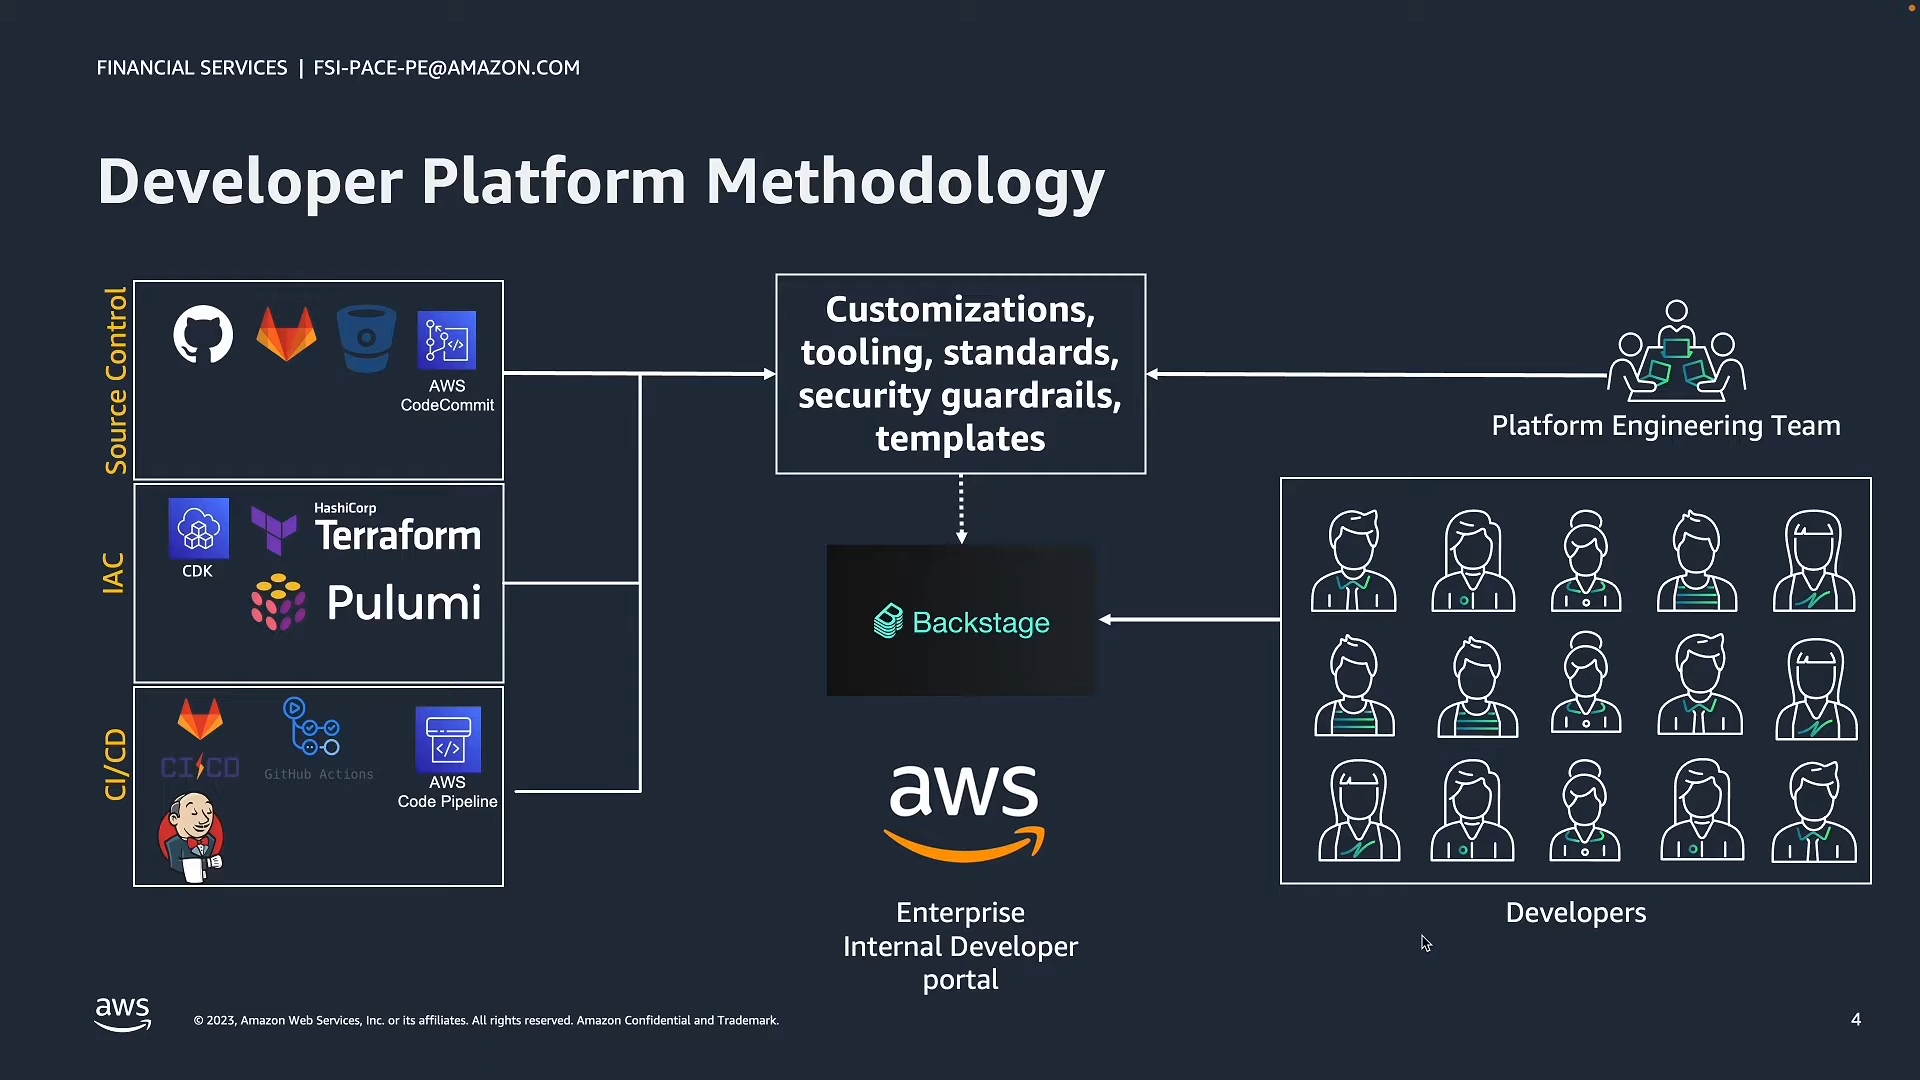 FINANCIAL SERVICES | FSI-PACE-PE@AMAZON.COM
Developer Platform Methodology
Source Control
AWS
CodeCommit
IAC
CDK
HashiCorp
Terraform
Pulumi
CI/CD
CI/CD
GitHub Actions
AWS
Code Pipeline
Customizations,
tooling, standards,
security guardrails,
templates
Backstage
aws
Enterprise
Internal Developer
portal
Platform Engineering Team
Developers
aws
© 2023, Amazon Web Services, Inc. or its affiliates. All rights reserved. Amazon Confidential and Trademark.
4